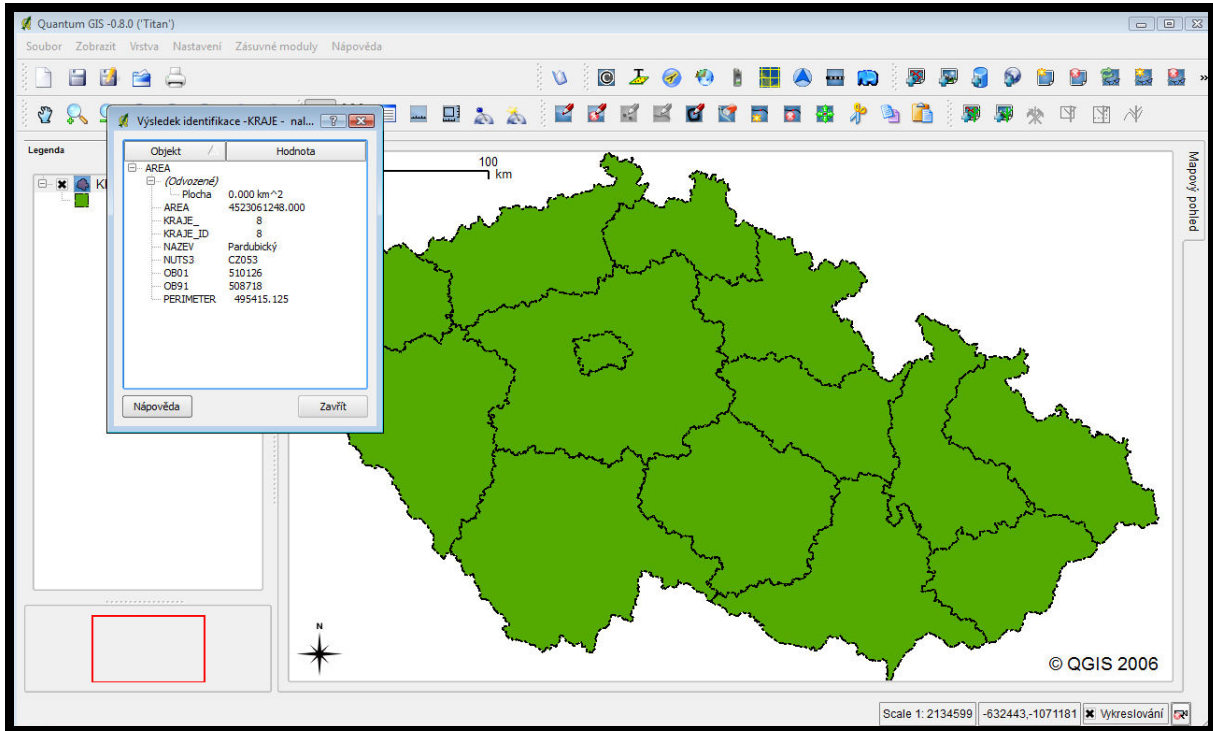 Quantum GIS -0.8.0 ('Titan')
Soubor Zobrazit Vrstva Nastavení Zásuvné moduly Nápověda
Výsledek identifikace -KRAJE - nal...
Legenda
Objekt Hodnota
AREA
(Odvozené)
Plocha 0.000 km^2
AREA 4523061248.000
KRAJE_ 8
KRAJE_ID 8
NAZEV Pardubický
NUTS3 CZ053
OB01 510126
OB91 508718
PERIMETER 495415.125
Nápověda Zavřít
100
km
Mapový pohled
N
© QGIS 2006
Scale 1: 2134599 -632443,-1071181 Vykreslování